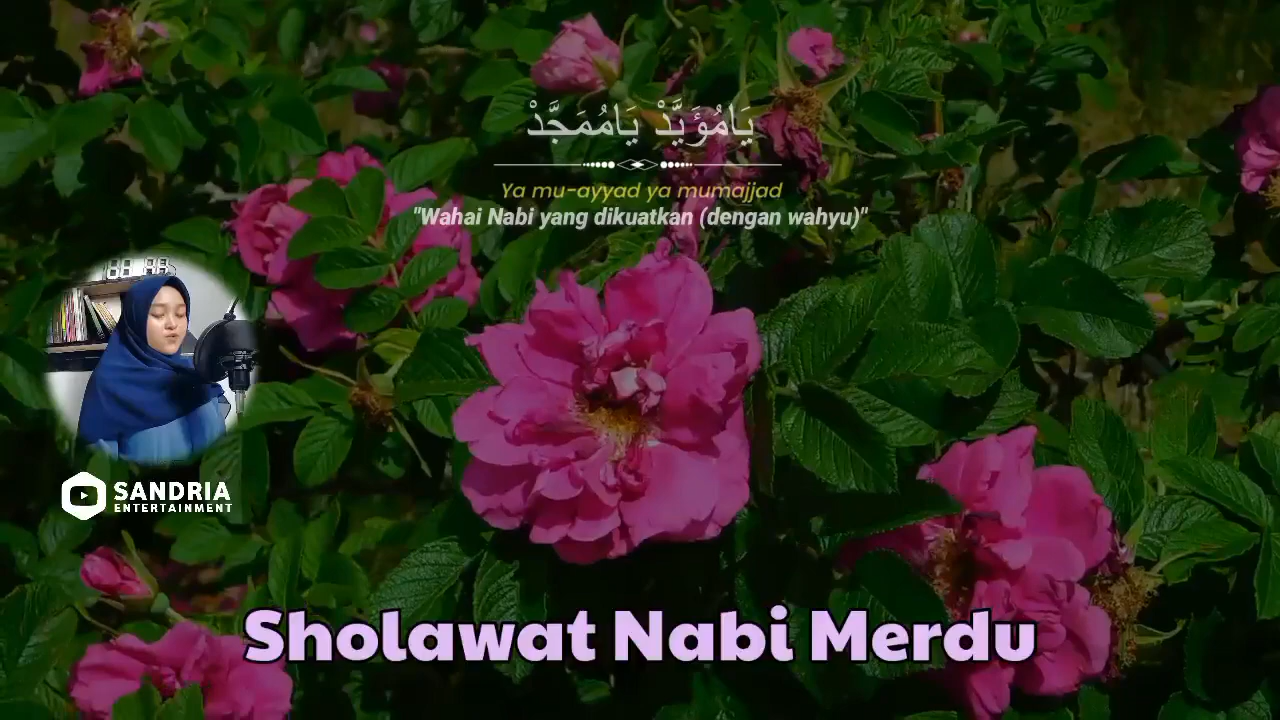 يَامُؤَيَّدْ يَامُمَجَّدْ
Ya mu-ayyad ya mumajjad
"Wahai Nabi yang dikuatkan (dengan wahyu)"
SANDRIA
ENTERTAINMENT
Sholawat Nabi Merdu